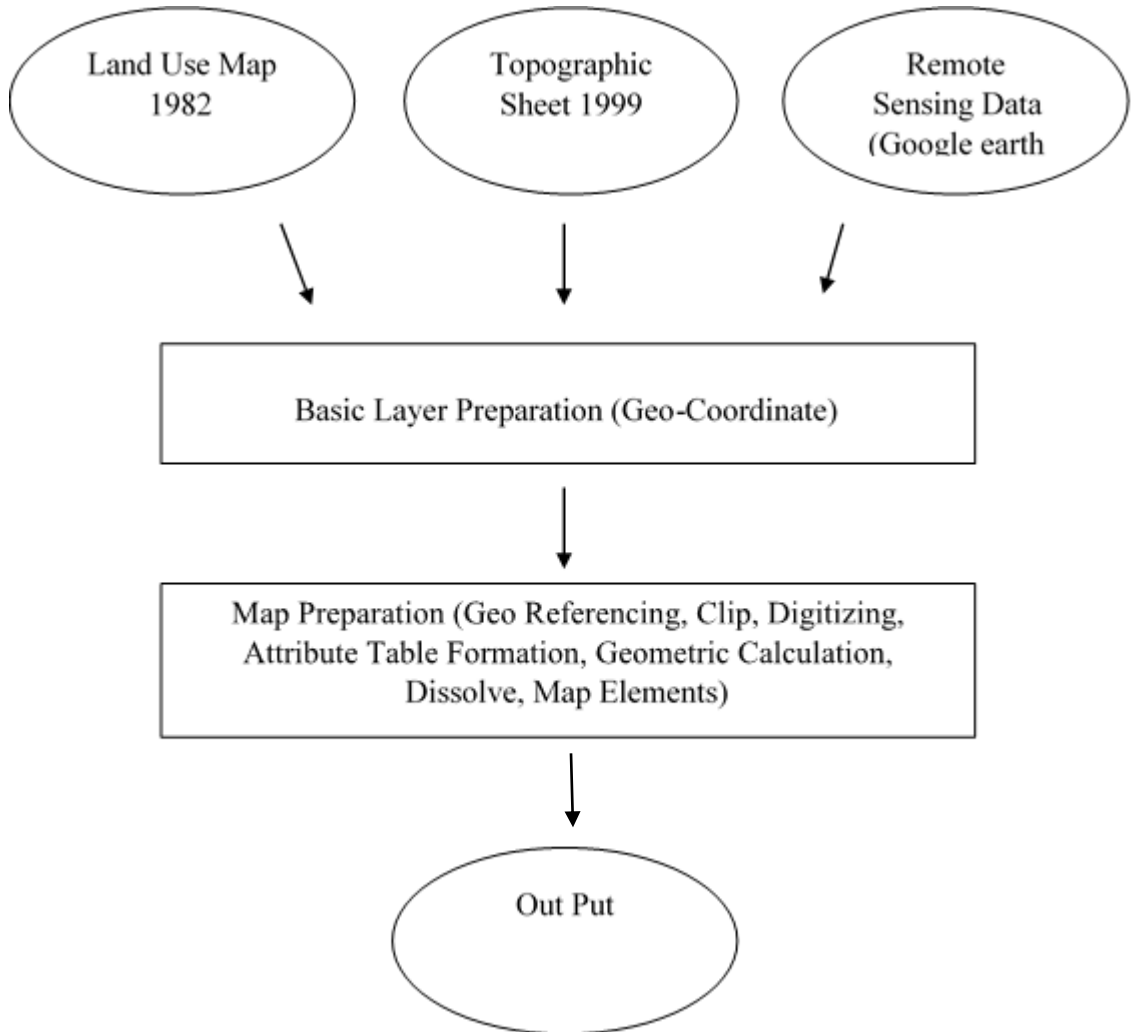 Land Use Map
1982
Topographic
Sheet 1999
Remote
Sensing Data
(Google earth
Basic Layer Preparation (Geo-Coordinate)
Map Preparation (Geo Referencing, Clip, Digitizing,
Attribute Table Formation, Geometric Calculation,
Dissolve, Map Elements)
Out Put